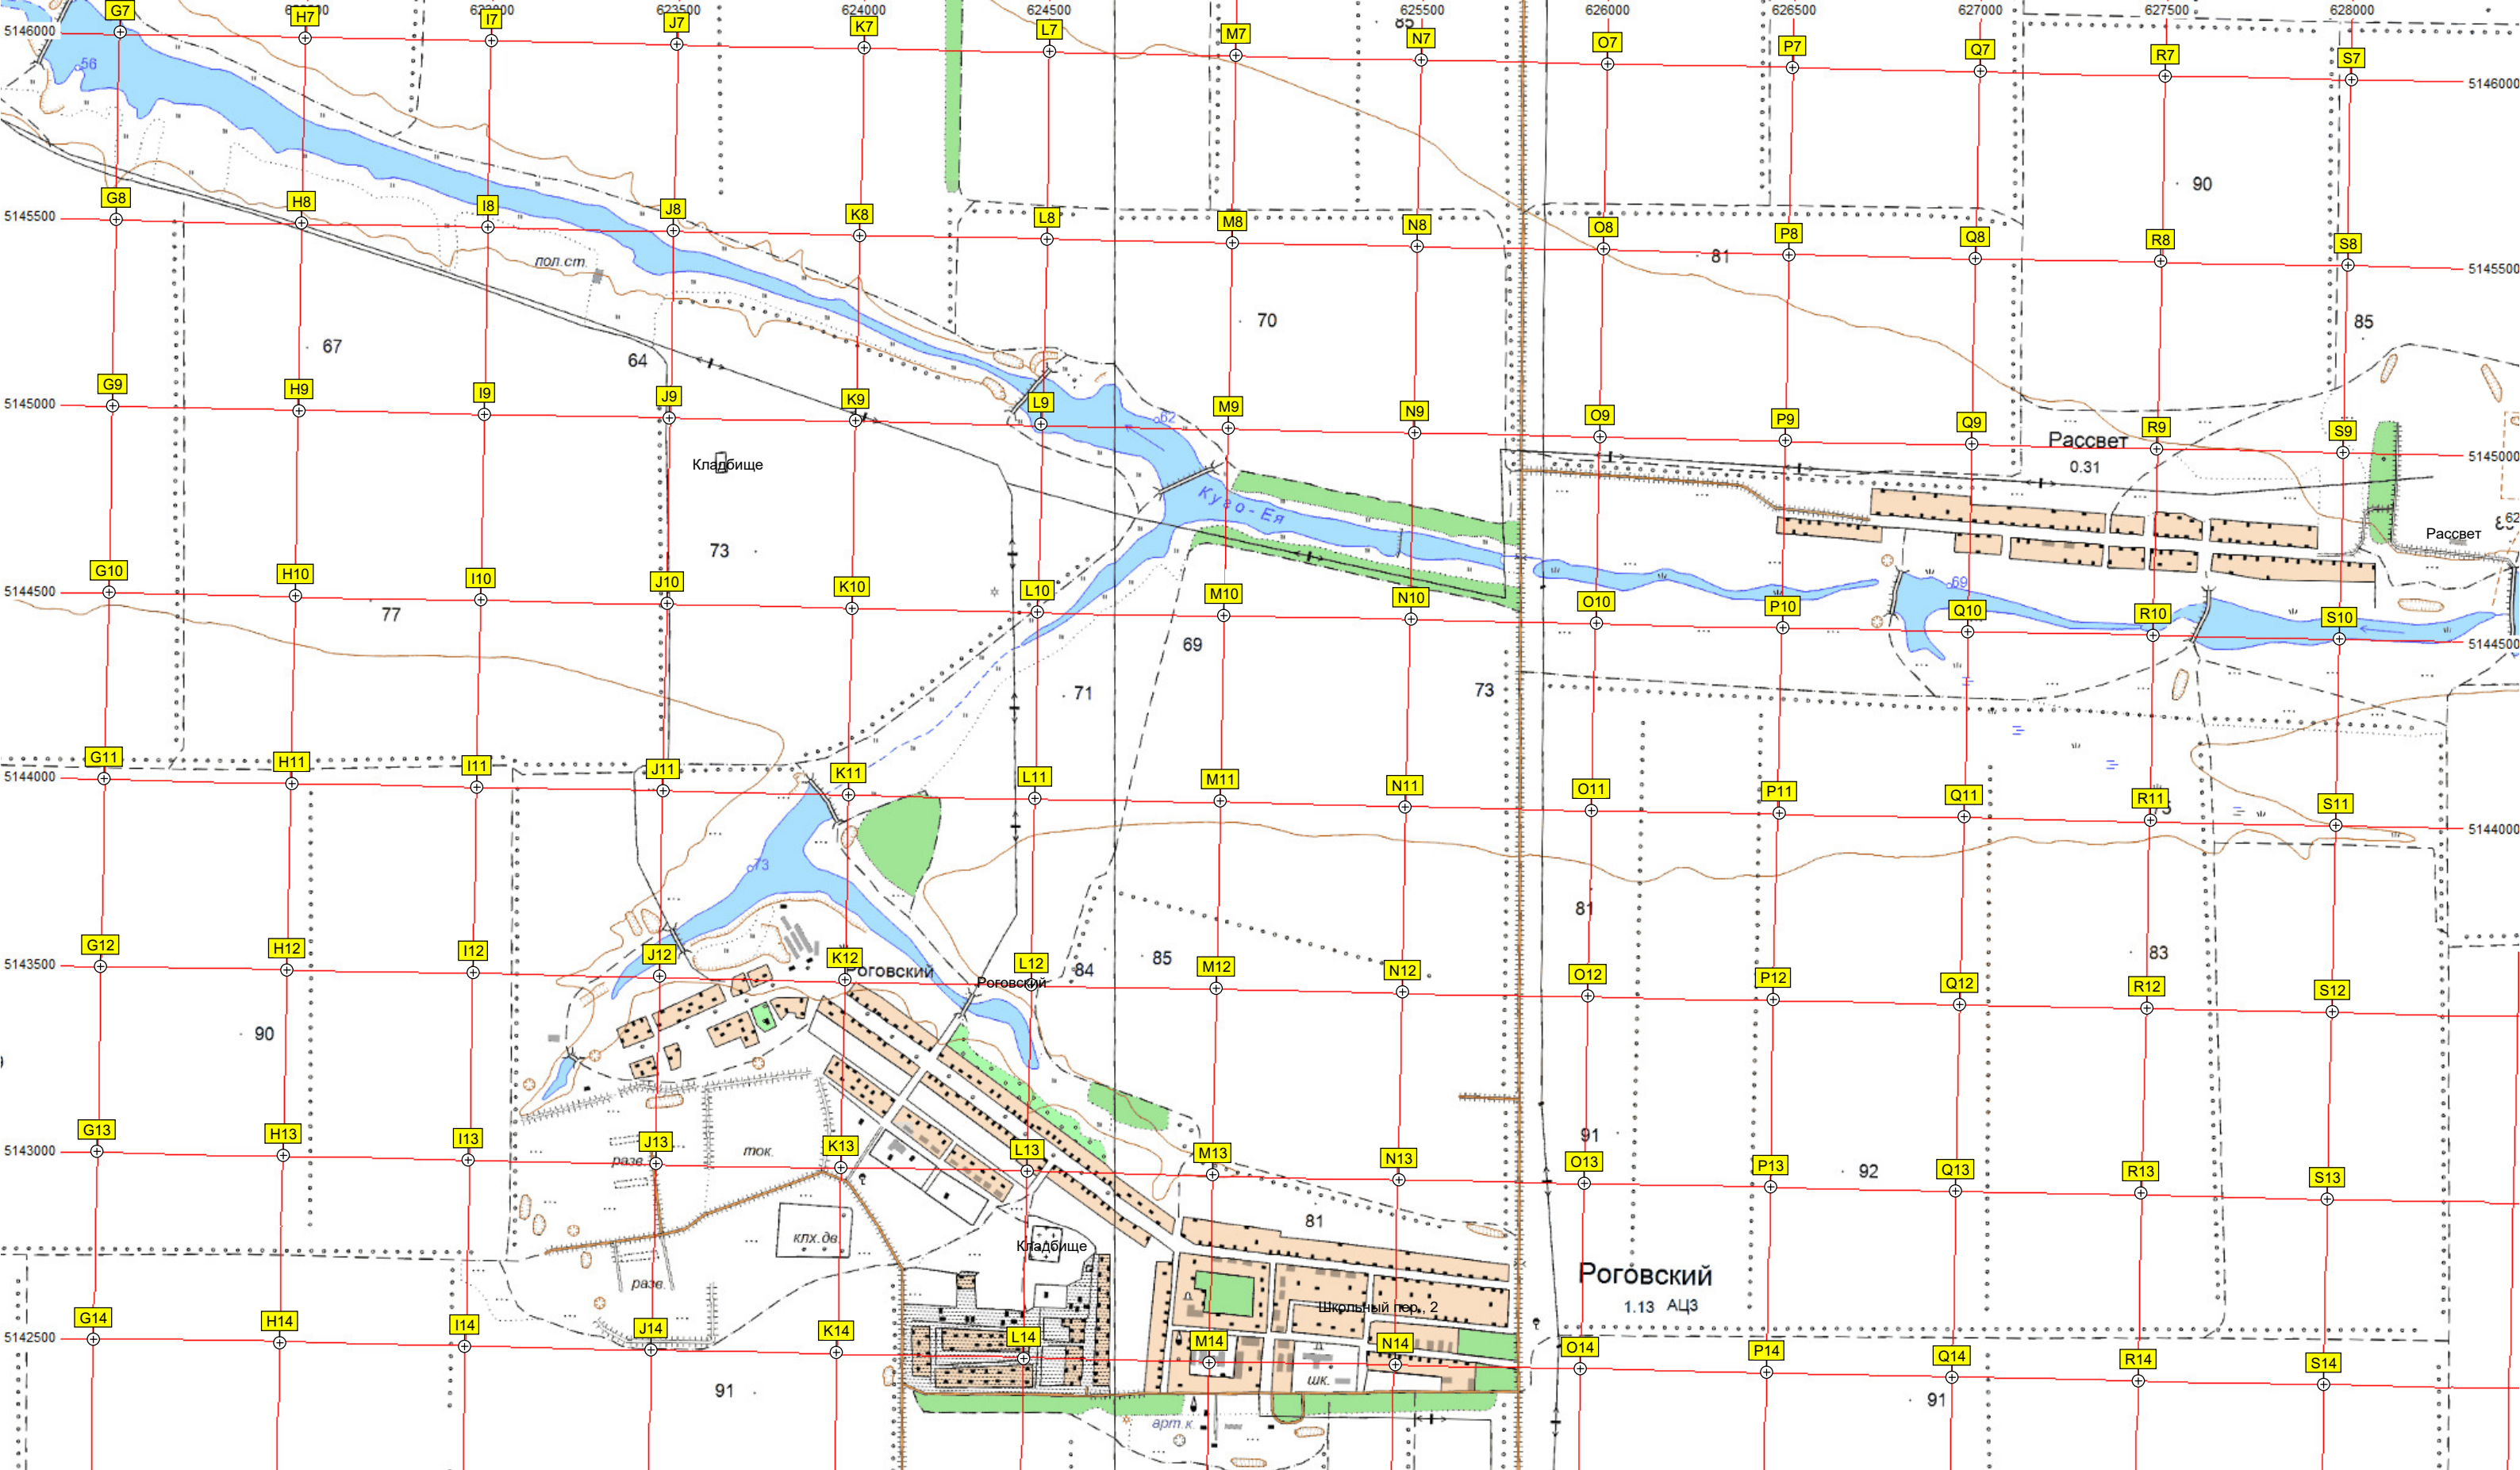 623500 624000 624500 625500 626000 626500 627000 627500 628000
5146000
G7 H7 I7 J7 K7 L7 M7 N7 O7 P7 Q7 R7 S7
5146000
56
85
90
5145500
G8 H8 I8 J8 K8 L8 M8 N8 O8 P8 Q8 R8 S8
5145500
пол.ст.
81
67
64
70
85
5145000
G9 H9 I9 J9 K9 L9 M9 N9 O9 P9 Q9 R9 S9
5145000
62
Рассвет
0.31
Кладбище
Куго-Ея
Рассвет
73
69
5144500
G10 H10 I10 J10 K10 L10 M10 N10 O10 P10 Q10 R10 S10
5144500
77
69
71
73
5144000
G11 H11 I11 J11 K11 L11 M11 N11 O11 P11 Q11 R11 S11
5144000
73
81
83
5143500
G12 H12 I12 J12 K12 L12 M12 N12 O12 P12 Q12 R12 S12
Роговский
Роговский
84
85
90
91
5143000
G13 H13 I13 J13 K13 L13 M13 N13 O13 P13 Q13 R13 S13
разв.
ток.
92
81
клх.дв.
Кладбище
разв.
Роговский
1.13 АЦЗ
Школьный пер., 2
5142500
G14 H14 I14 J14 K14 L14 M14 N14 O14 P14 Q14 R14 S14
шк.
91
91
арт.к.